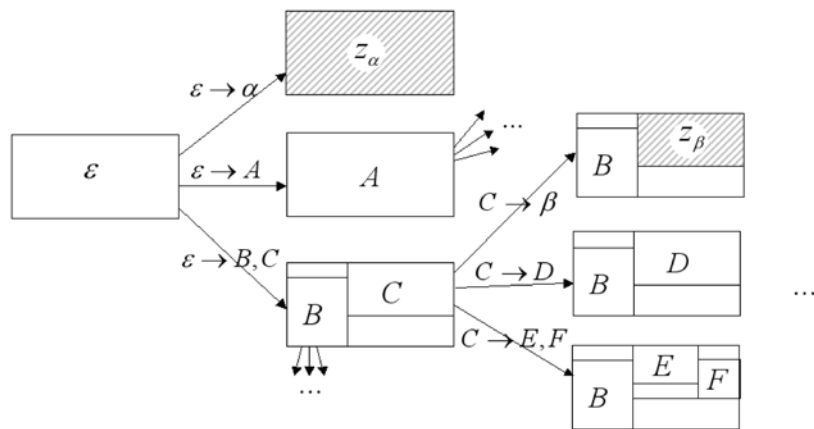 z_α
ε → α
...
ε
ε → A
A
B
z_β
C → β
ε → B, C
B
C
C → D
B
D
...
C → E, F
...
B
E
F